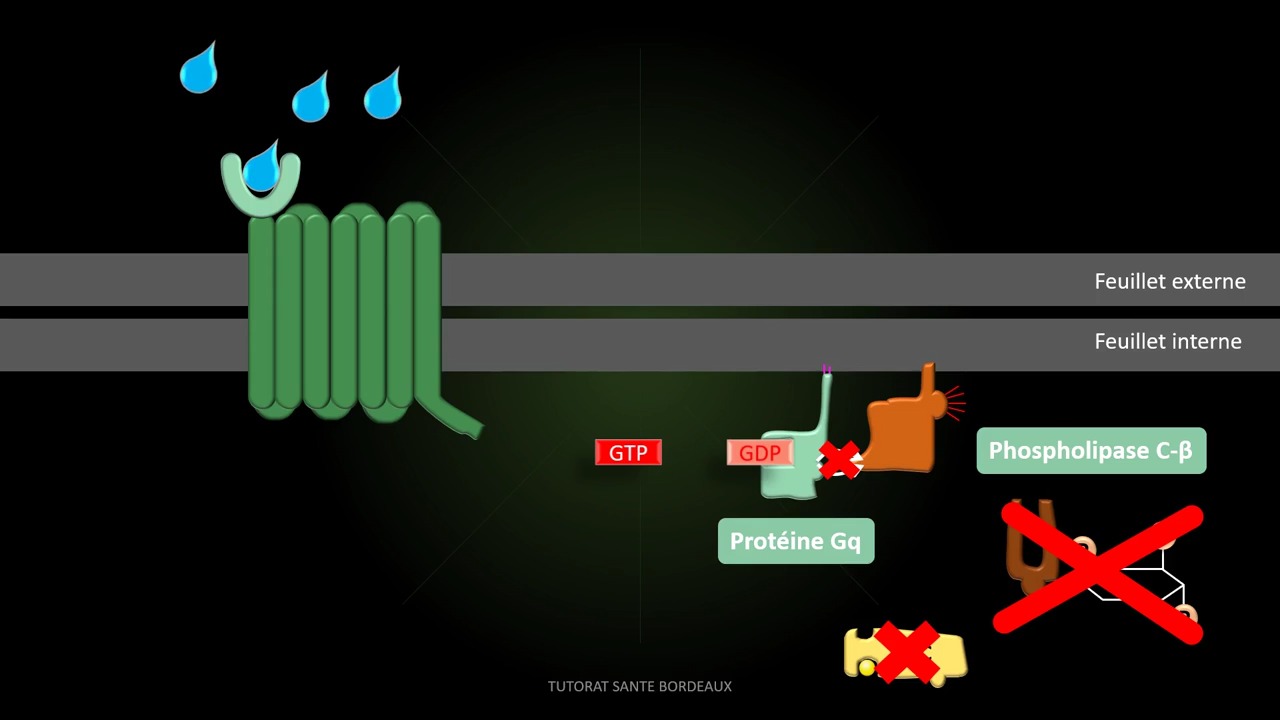 Feuillet externe
Feuillet interne
GTP
GDP
Phospholipase C-β
Protéine Gq
TUTORAT SANTE BORDEAUX